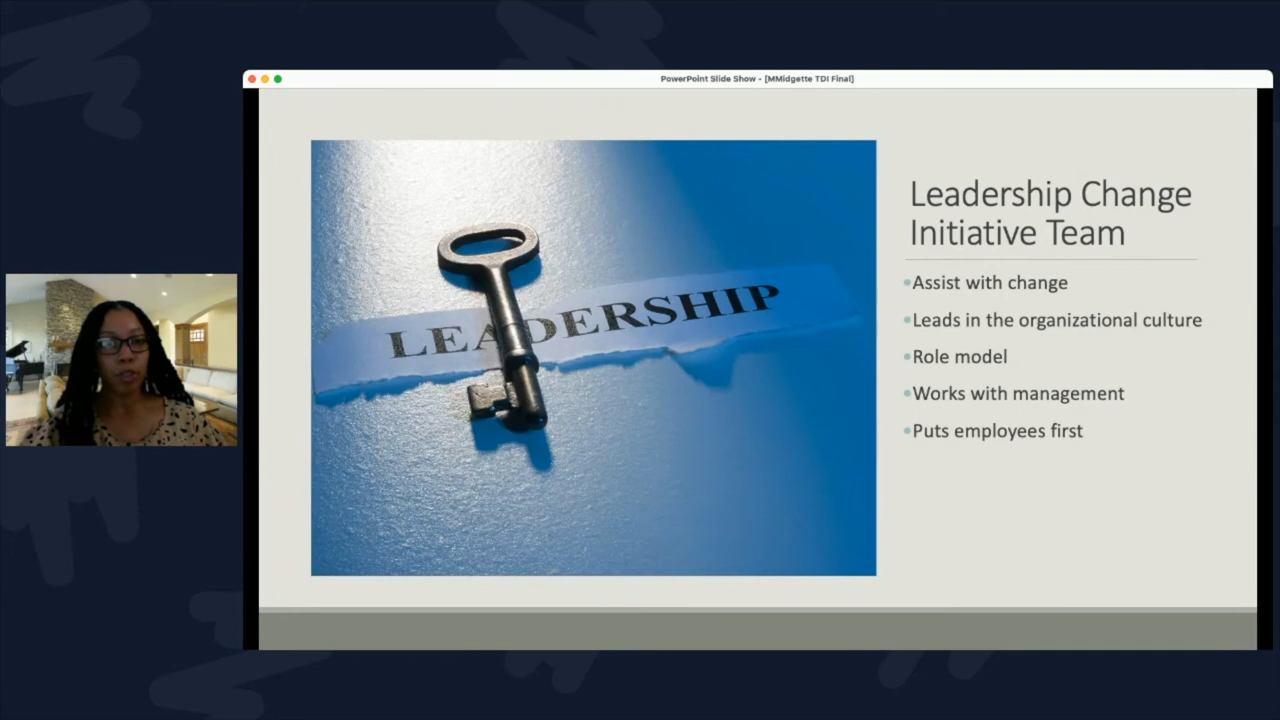 PowerPoint Slide Show - [MMidgette TDI Final]
LEADERSHIP
Leadership Change
Initiative Team
•Assist with change
•Leads in the organizational culture
•Role model
•Works with management
•Puts employees first